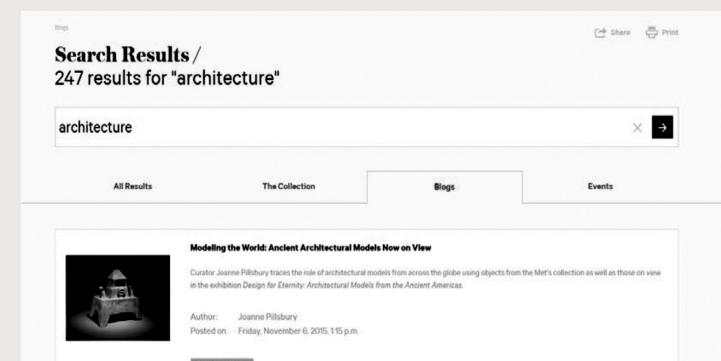 Blogs
Share
Print
Search Results /
247 results for "architecture"
architecture
All Results
The Collection
Blogs
Events
Modeling the World: Ancient Architectural Models Now on View
Curator Joanne Pillsbury traces the role of architectural models from across the globe using objects from the Met's collection as well as those on view
in the exhibition Design for Eternity: Architectural Models from the Ancient Americas.
Author: Joanne Pillsbury
Posted on: Friday, November 6, 2015, 1:15 p.m.